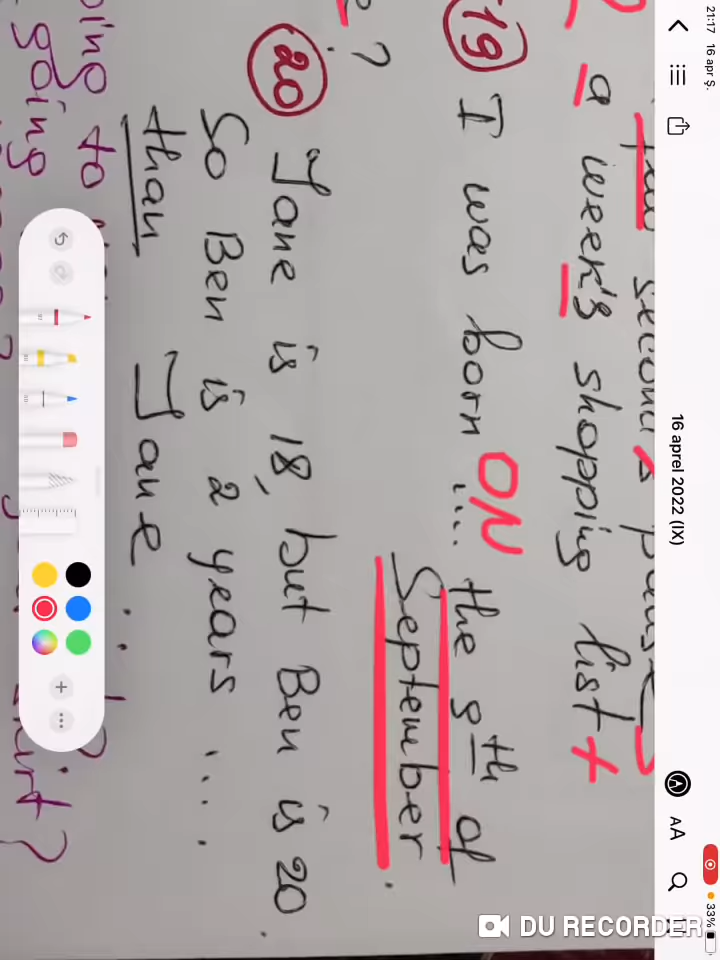 21:17 16 apr Ş.
33%
16 aprel 2022 (IX)
AA
second
a week's shopping list +
19 I was born .... ON the 8th of
September.
?
20 Jane is 18, but Ben is 20.
So Ben is 2 years ....
than Jane
going
DU RECORDER